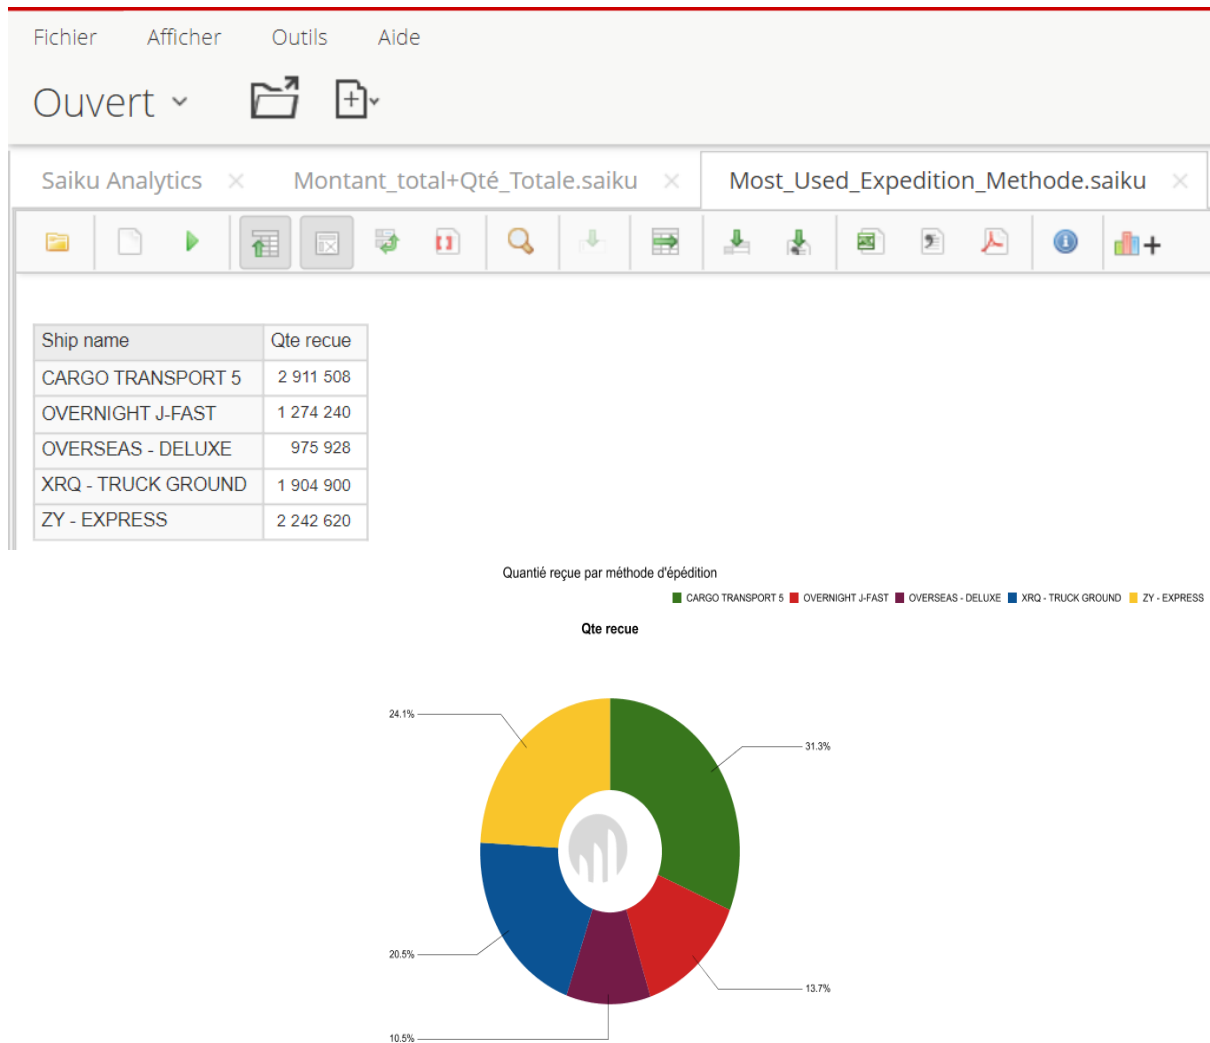 Fichier Afficher Outils Aide
Ouvert
Saiku Analytics × Montant_total+Qté_Totale.saiku × Most_Used_Expedition_Methode.saiku ×
Ship name Qte recue
CARGO TRANSPORT 5 2 911 508
OVERNIGHT J-FAST 1 274 240
OVERSEAS - DELUXE 975 928
XRQ - TRUCK GROUND 1 904 900
ZY - EXPRESS 2 242 620
Quantié reçue par méthode d'épédition
CARGO TRANSPORT 5 OVERNIGHT J-FAST OVERSEAS - DELUXE XRQ - TRUCK GROUND ZY - EXPRESS
Qte recue
24.1%
31.3%
20.5%
13.7%
10.5%